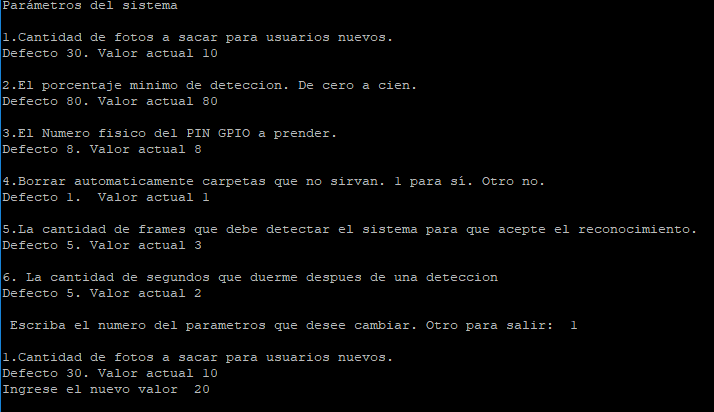 Parámetros del sistema
1.Cantidad de fotos a sacar para usuarios nuevos.
Defecto 30. Valor actual 10
2.El porcentaje minimo de deteccion. De cero a cien.
Defecto 80. Valor actual 80
3.El Numero fisico del PIN GPIO a prender.
Defecto 8. Valor actual 8
4.Borrar automaticamente carpetas que no sirvan. 1 para sí. Otro no.
Defecto 1.  Valor actual 1
5.La cantidad de frames que debe detectar el sistema para que acepte el reconocimiento.
Defecto 5. Valor actual 3
6. La cantidad de segundos que duerme despues de una deteccion
Defecto 5. Valor actual 2
Escriba el numero del parametros que desee cambiar. Otro para salir:  1
1.Cantidad de fotos a sacar para usuarios nuevos.
Defecto 30. Valor actual 10
Ingrese el nuevo valor  20